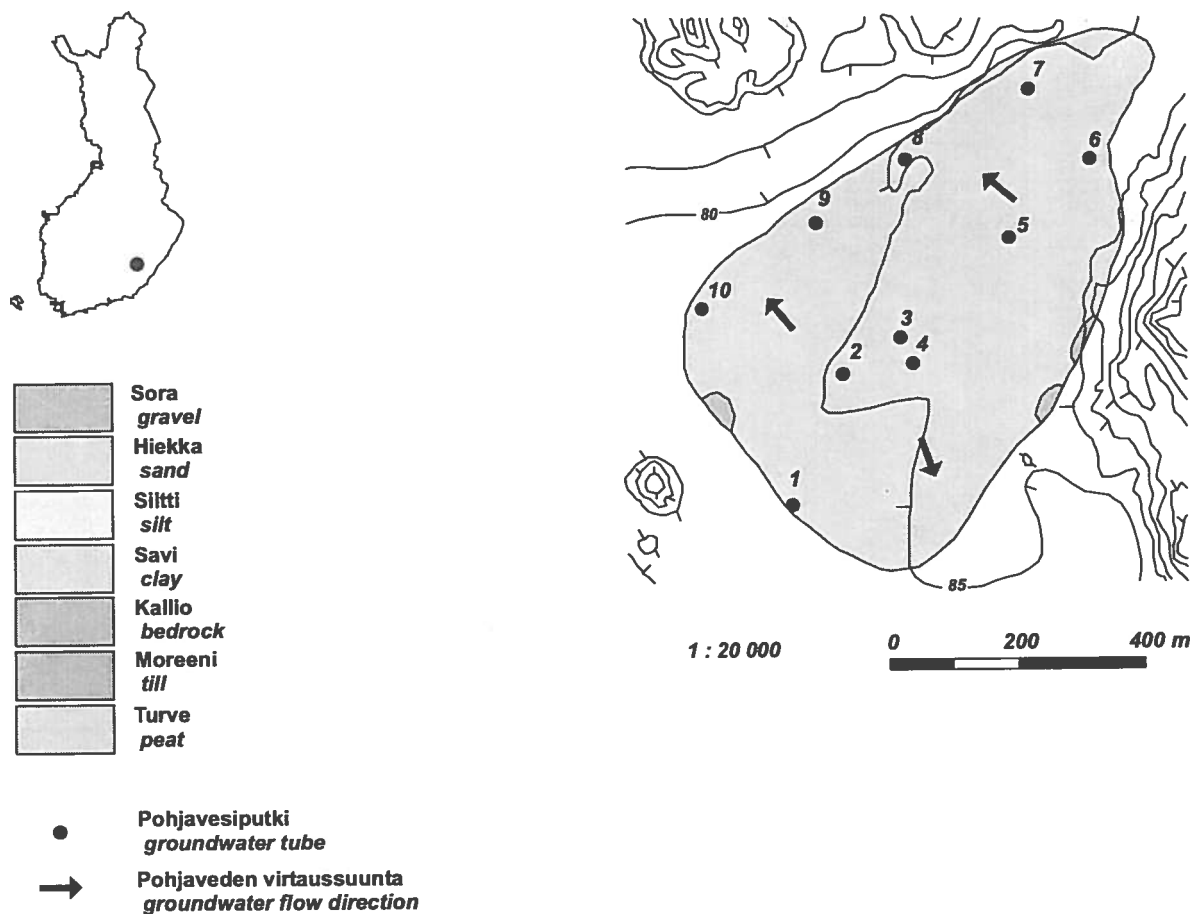 Sora
gravel
Hiekka
sand
Siltti
silt
Savi
clay
Kallio
bedrock
Moreeni
till
Turve
peat
Pohjavesiputki
groundwater tube
Pohjaveden virtaussuunta
groundwater flow direction
7
8
6
9
80
5
10
3
2
4
1
85
1 : 20 000
0 200 400 m